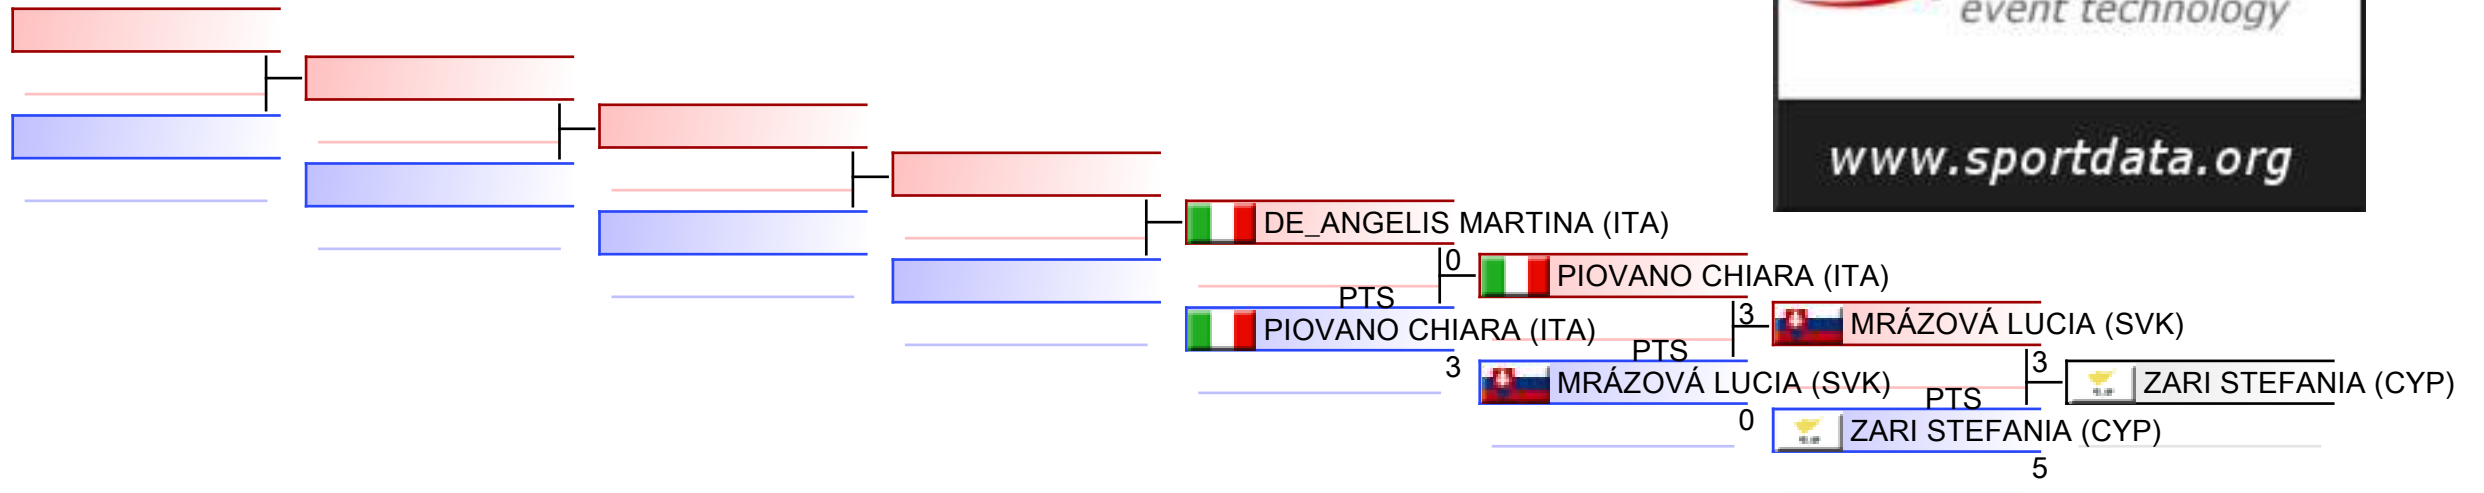 event technology
www.sportdata.org
DE_ANGELIS MARTINA (ITA)
0
PTS
PIOVANO CHIARA (ITA)
3
PIOVANO CHIARA (ITA)
3
PTS
MRÁZOVÁ LUCIA (SVK)
0
MRÁZOVÁ LUCIA (SVK)
3
PTS
ZARI STEFANIA (CYP)
5
ZARI STEFANIA (CYP)